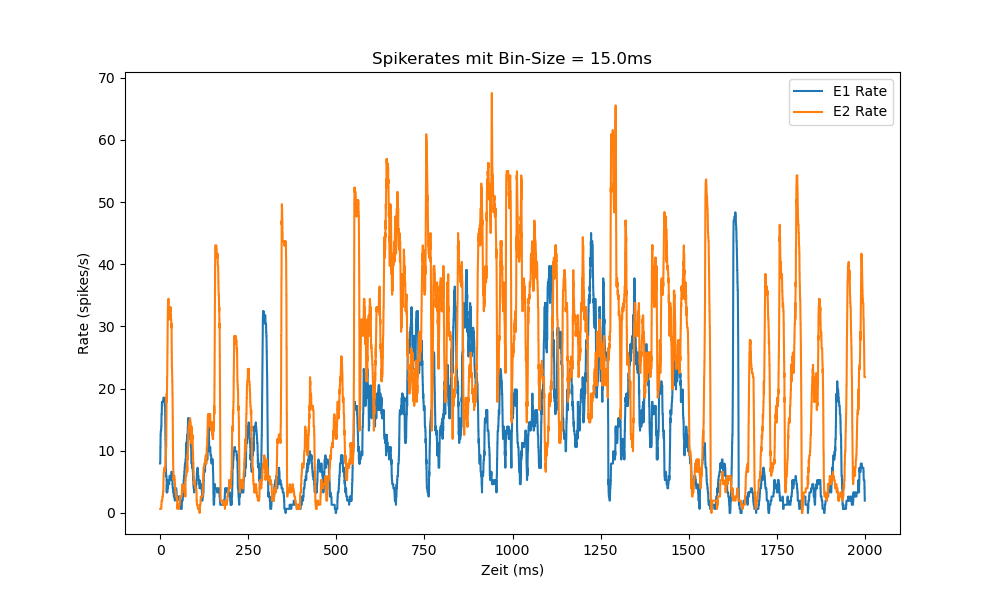 Spikerates mit Bin-Size = 15.0ms
E1 Rate
E2 Rate
Rate (spikes/s)
70
60
50
40
30
20
10
0
0 250 500 750 1000 1250 1500 1750 2000
Zeit (ms)